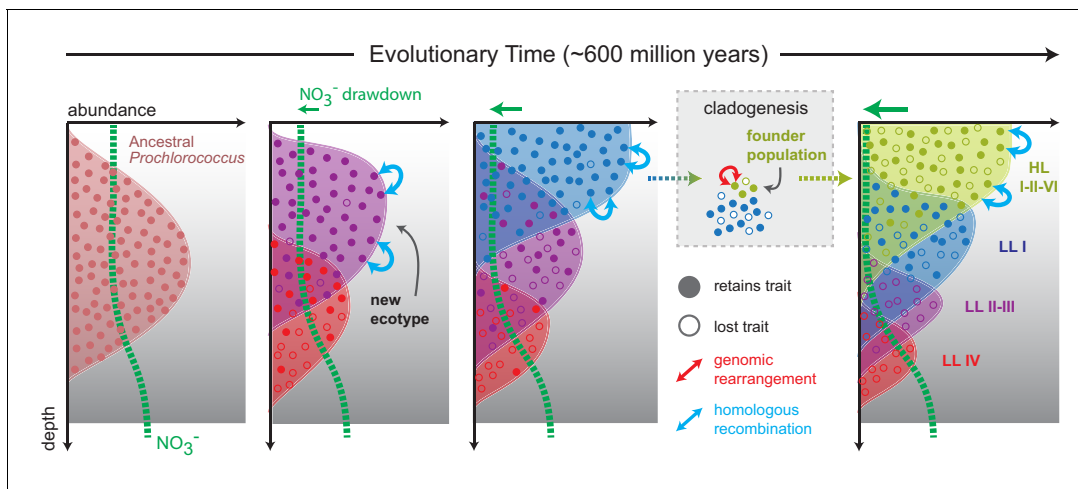 Evolutionary Time (~600 million years)
abundance
Ancestral
Prochlorococcus
depth
NO₃⁻
NO₃⁻ drawdown
new
ecotype
cladogenesis
founder
population
retains trait
lost trait
genomic
rearrangement
homologous
recombination
HL
I-II-VI
LL I
LL II-III
LL IV